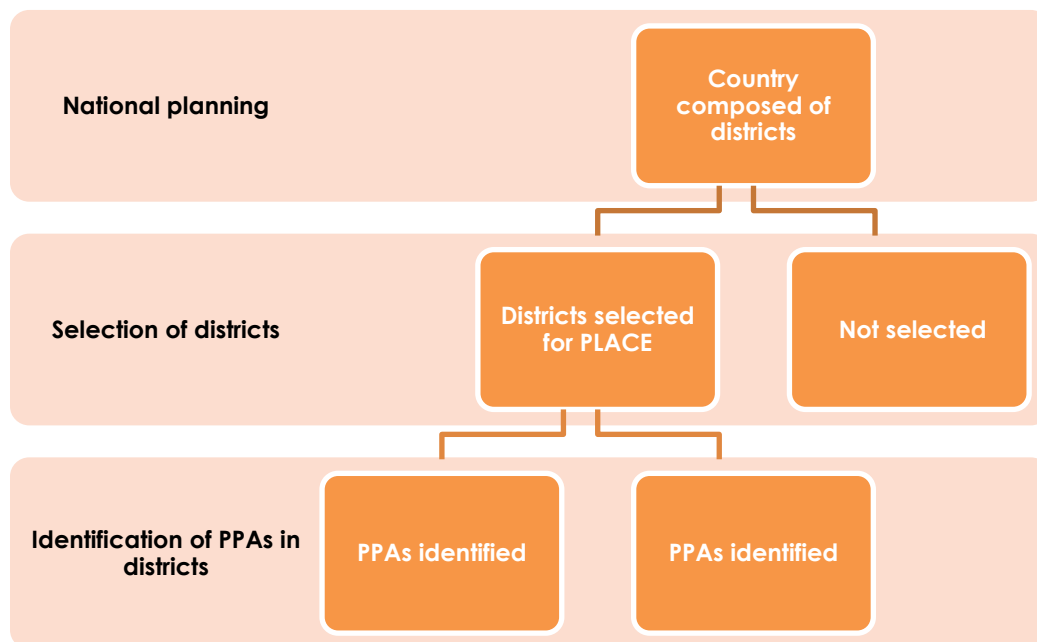 National planning
Country
composed of
districts
Selection of districts
Districts selected
for PLACE
Not selected
Identification of PPAs in
districts
PPAs identified
PPAs identified